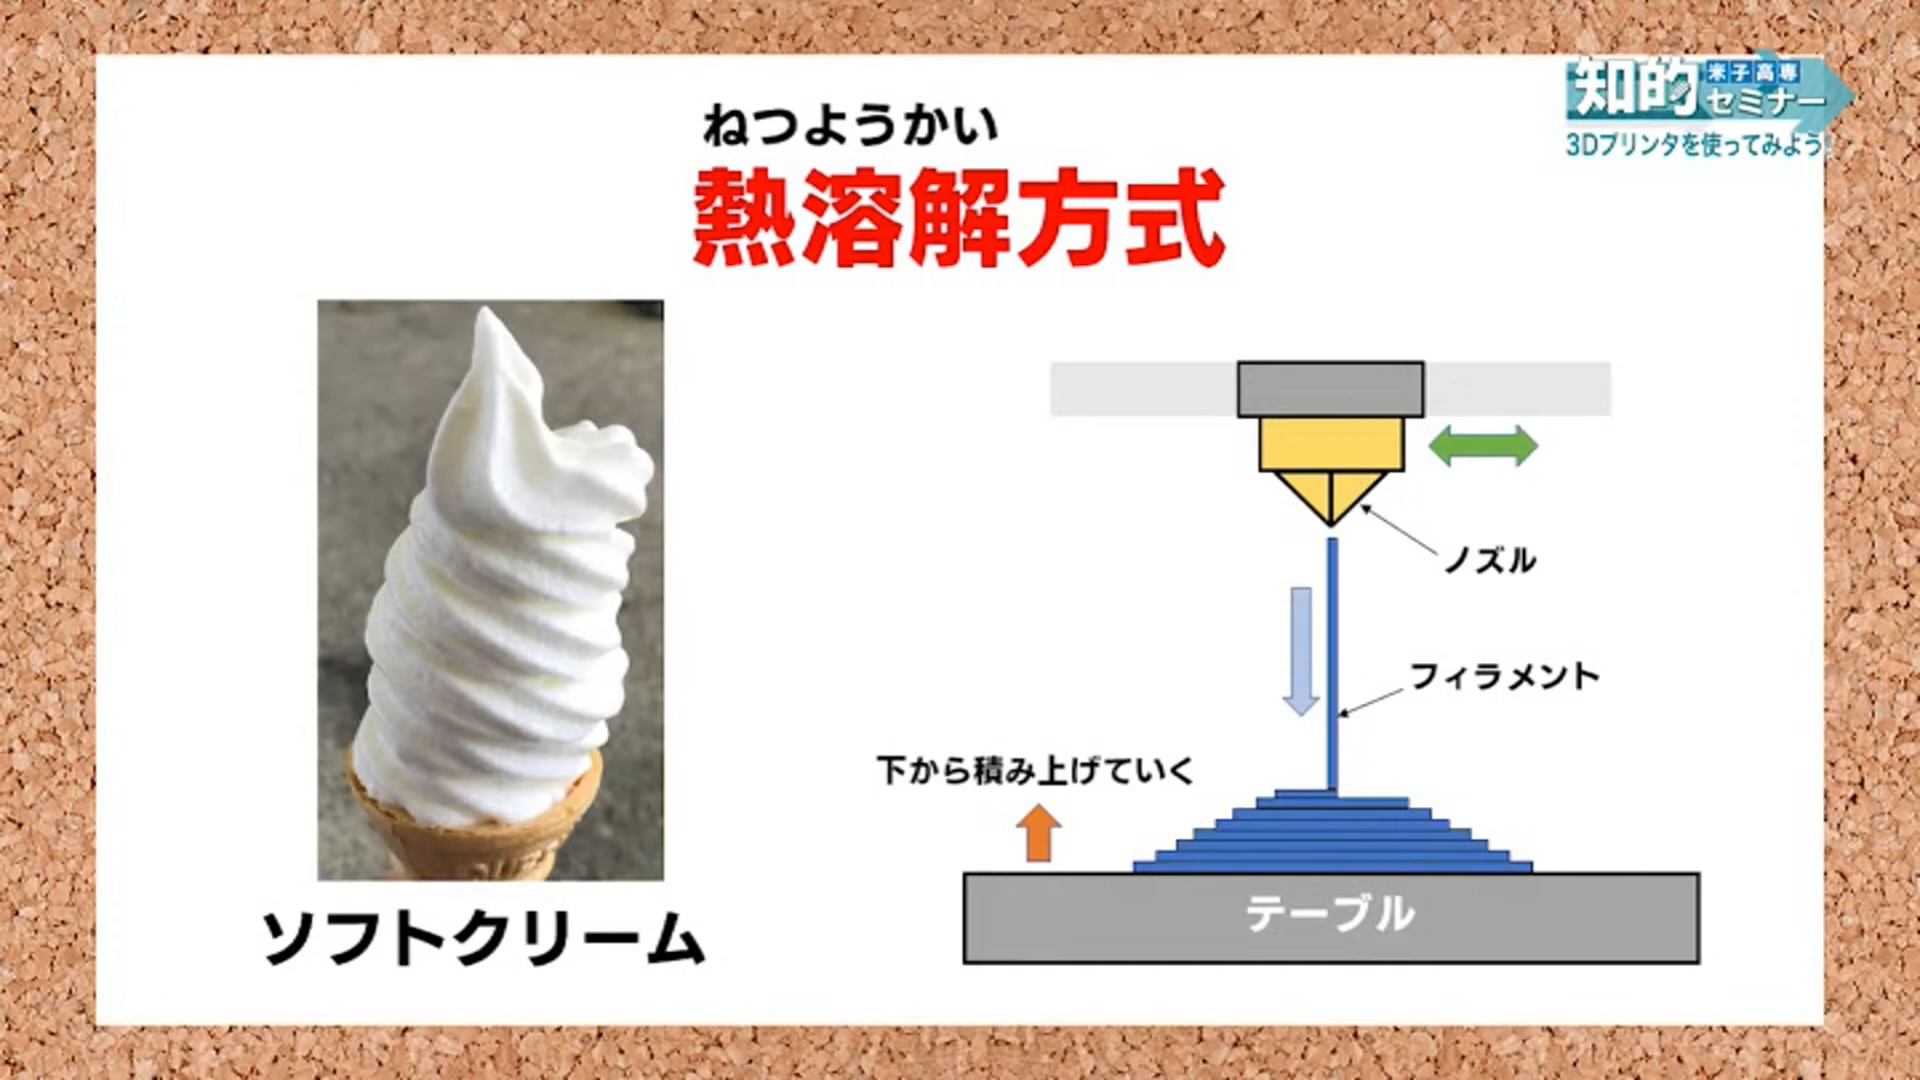 知的 米子高専 セミナー
3Dプリンタを使ってみよう!
ねつようかい
熱溶解方式
ノズル
フィラメント
下から積み上げていく
テーブル
ソフトクリーム